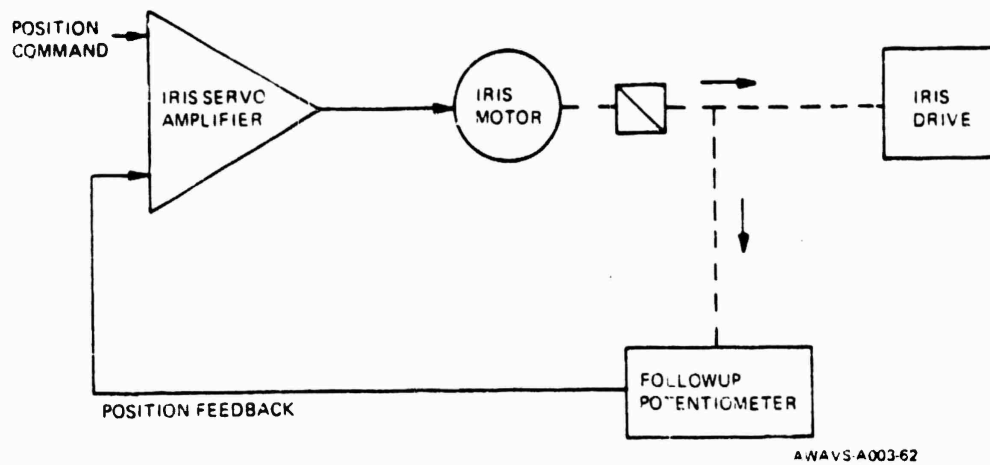 POSITION
COMMAND
IRIS SERVO
AMPLIFIER
IRIS
MOTOR
IRIS
DRIVE
FOLLOWUP
POTENTIOMETER
POSITION FEEDBACK
AWAVS-A003-62